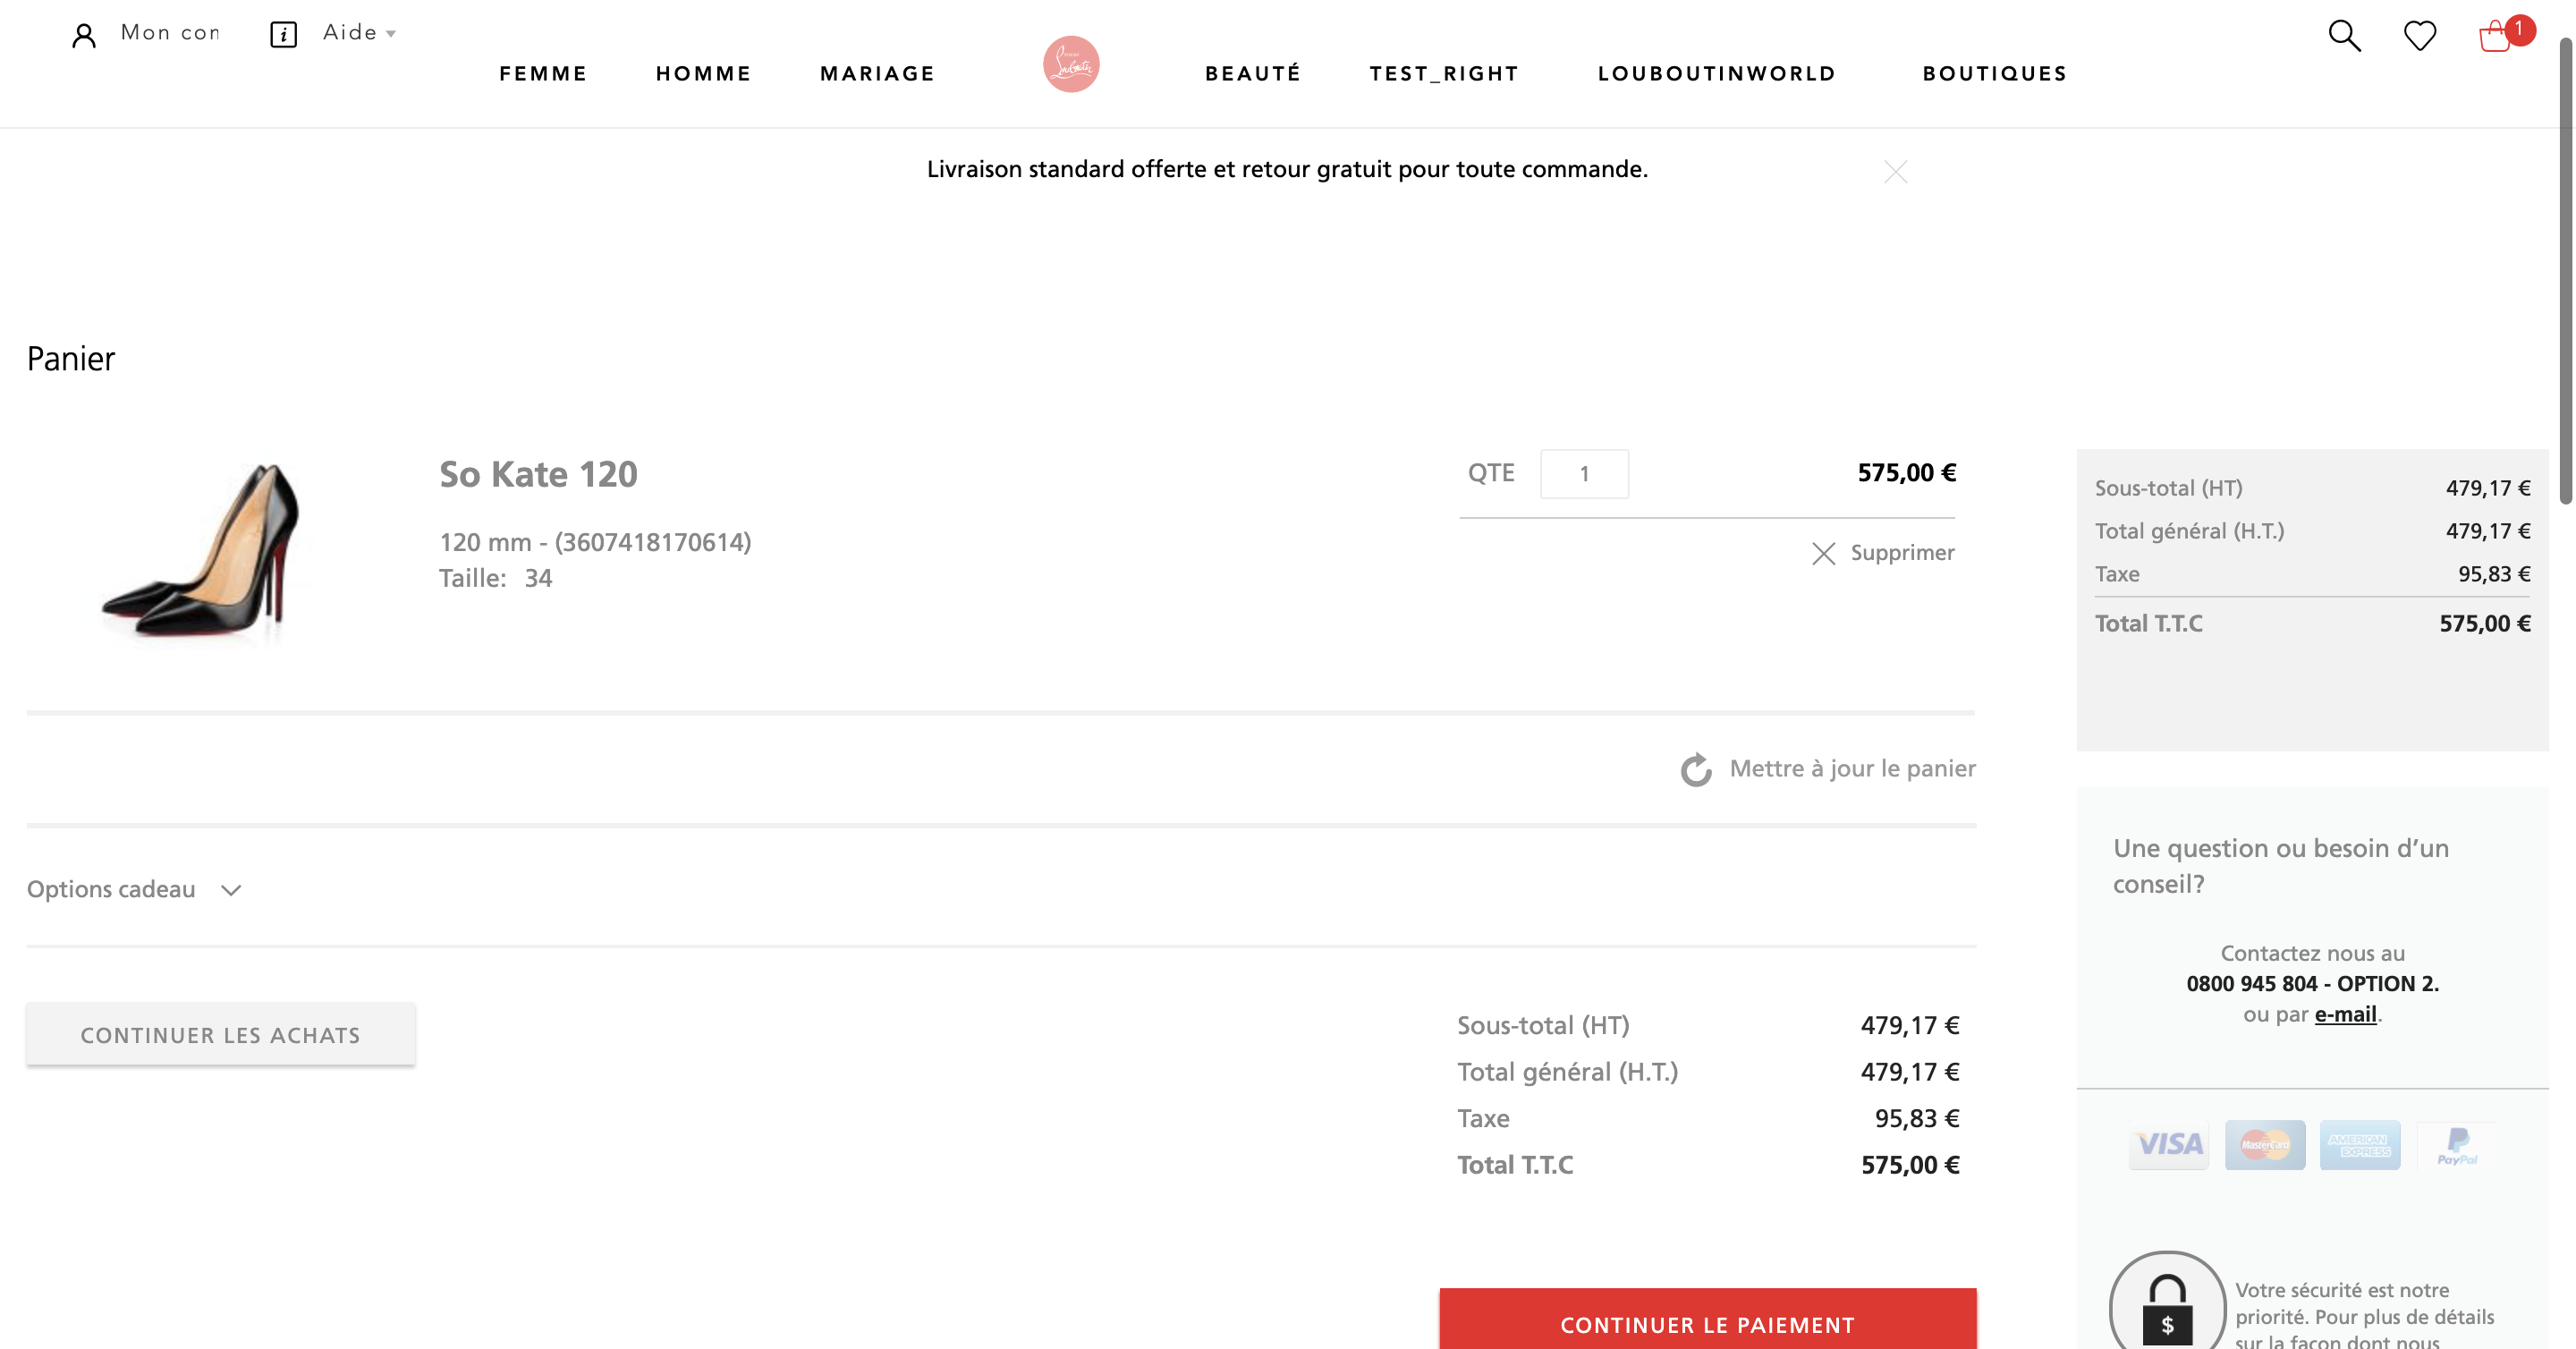 Mon con
Aide
1
FEMME
HOMME
MARIAGE
Louboutin
BEAUTÉ
TEST_RIGHT
LOUBOUTINWORLD
BOUTIQUES
Livraison standard offerte et retour gratuit pour toute commande.
Panier
So Kate 120
120 mm - (3607418170614)
Taille: 34
QTE 1 575,00 €
Supprimer
Mettre à jour le panier
Options cadeau
CONTINUER LES ACHATS
Sous-total (HT) 479,17 €
Total général (H.T.) 479,17 €
Taxe 95,83 €
Total T.T.C 575,00 €
CONTINUER LE PAIEMENT
Sous-total (HT) 479,17 €
Total général (H.T.) 479,17 €
Taxe 95,83 €
Total T.T.C 575,00 €
Une question ou besoin d’un
conseil?
Contactez nous au
0800 945 804 - OPTION 2.
ou par e-mail.
VISA
MasterCard
AMERICAN
EXPRESS
PayPal
$
Votre sécurité est notre
priorité. Pour plus de détails
sur la façon dont nous